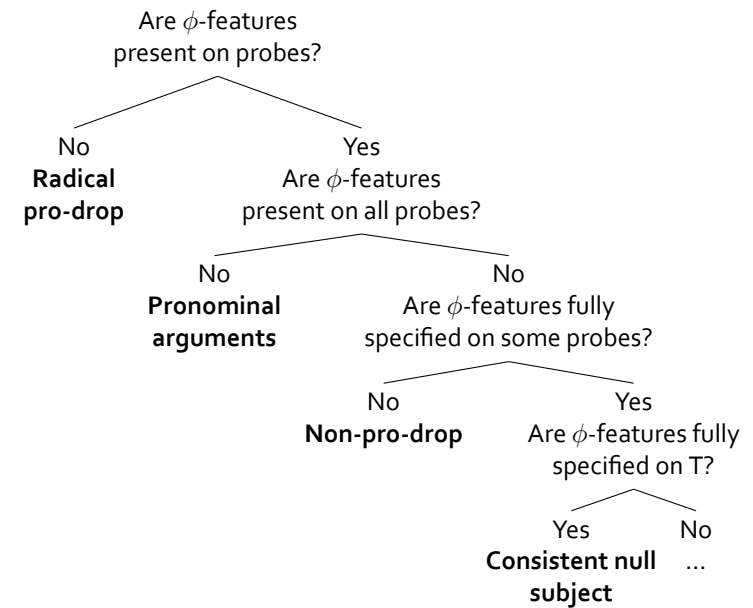 Are ϕ-features
present on probes?
No
Radical
pro-drop
Yes
Are ϕ-features
present on all probes?
No
Pronominal
arguments
No
Are ϕ-features fully
specified on some probes?
No
Non-pro-drop
Yes
Are ϕ-features fully
specified on T?
Yes
Consistent null
subject
No
...